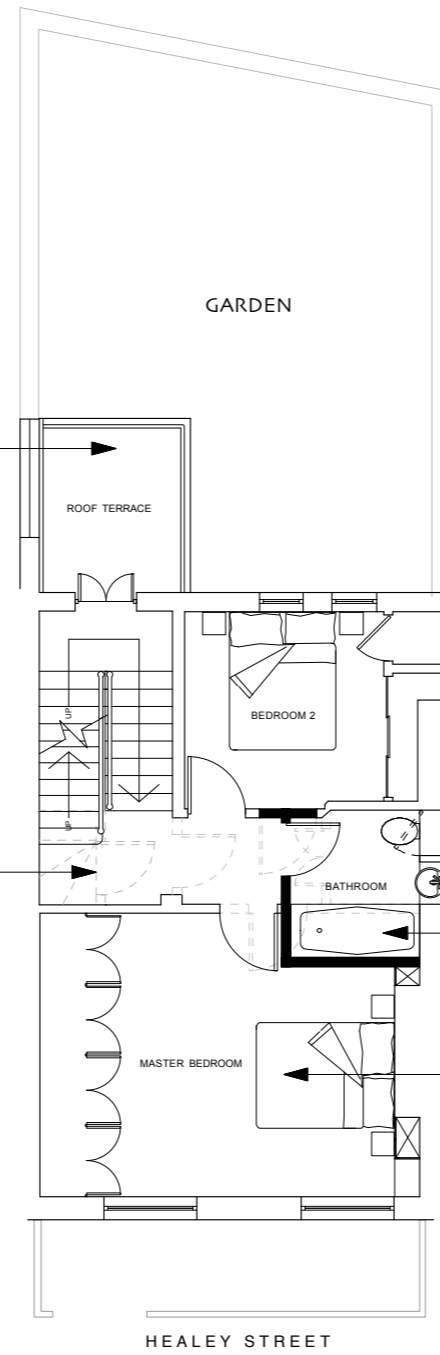 GARDEN
ROOF TERRACE
UP
BEDROOM 2
UP
BATHROOM
MASTER BEDROOM
HEALEY STREET